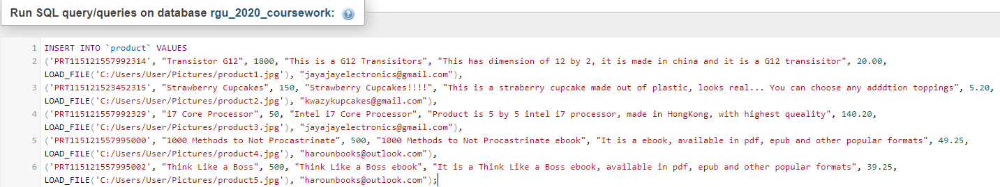 Run SQL query/queries on database rgu_2020_coursework:
1 INSERT INTO `product` VALUES
2 ('PRT115121557992314', "Transistor G12", 1800, "This is a G12 Transisitors", "This has dimension of 12 by 2, it is made in china and it is a G12 transisitor", 20.00,
LOAD_FILE('C:/Users/User/Pictures/product1.jpg'), "jayajayelectronics@gmail.com"),
3 ('PRT115121523452315', "Strawberry Cupcakes", 150, "Strawberry Cupcakes!!!!", "This is a straberry cupcake made out of plastic, looks real... You can choose any adddtion toppings", 5.20,
LOAD_FILE('C:/Users/User/Pictures/product2.jpg'), "kwazykupcakes@gmail.com"),
4 ('PRT115121557992329', "i7 Core Processor", 50, "Intel i7 Core Processor", "Product is 5 by 5 intel i7 processor, made in HongKong, with highest queality", 140.20,
LOAD_FILE('C:/Users/User/Pictures/product3.jpg'), "jayajayelectronics@gmail.com"),
5 ('PRT115121557995000', "1000 Methods to Not Procastrinate", 500, "1000 Methods to Not Procastrinate ebook", "It is a ebook, available in pdf, epub and other popular formats", 49.25,
LOAD_FILE('C:/Users/User/Pictures/product4.jpg'), "harounbooks@outlook.com"),
6 ('PRT115121557995002', "Think Like a Boss", 500, "Think Like a Boss ebook", "It is a Think Like a Boss ebook, available in pdf, epub and other popular formats", 39.25,
LOAD_FILE('C:/Users/User/Pictures/product5.jpg'), "harounbooks@outlook.com");